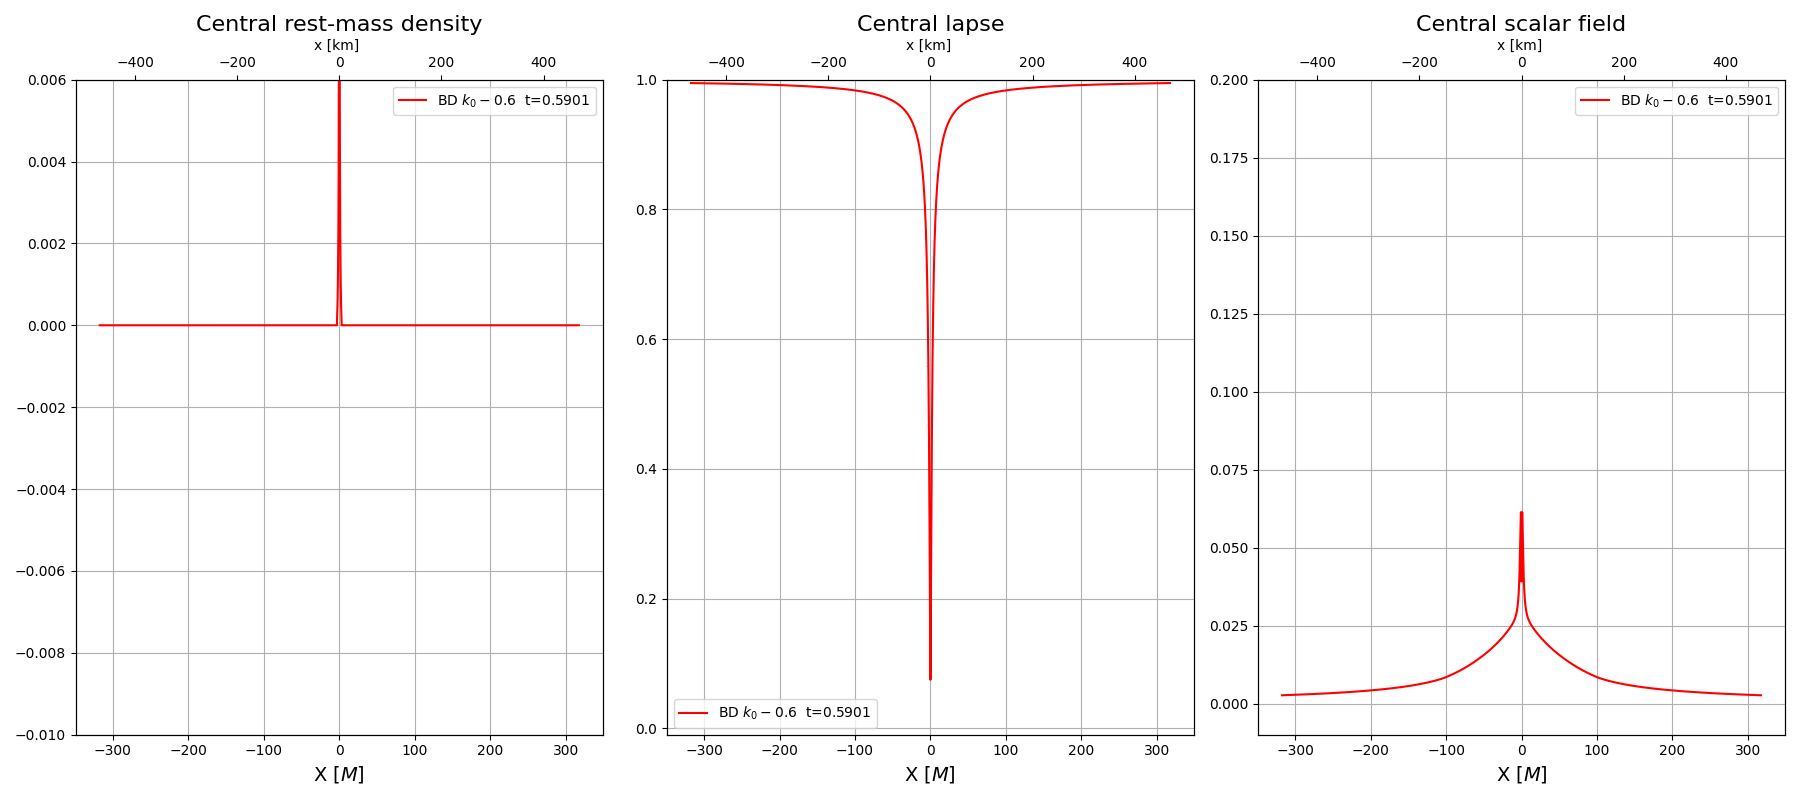 Central rest-mass density
x [km]
−400 −200 0 200 400
0.006
0.004
0.002
0.000
−0.002
−0.004
−0.006
−0.008
−0.010
BD k₀ − 0.6 t=0.5901
−300 −200 −100 0 100 200 300
X [M]
Central lapse
x [km]
−400 −200 0 200 400
1.0
0.8
0.6
0.4
0.2
0.0
BD k₀ − 0.6 t=0.5901
−300 −200 −100 0 100 200 300
X [M]
Central scalar field
x [km]
−400 −200 0 200 400
0.200
0.175
0.150
0.125
0.100
0.075
0.050
0.025
0.000
BD k₀ − 0.6 t=0.5901
−300 −200 −100 0 100 200 300
X [M]